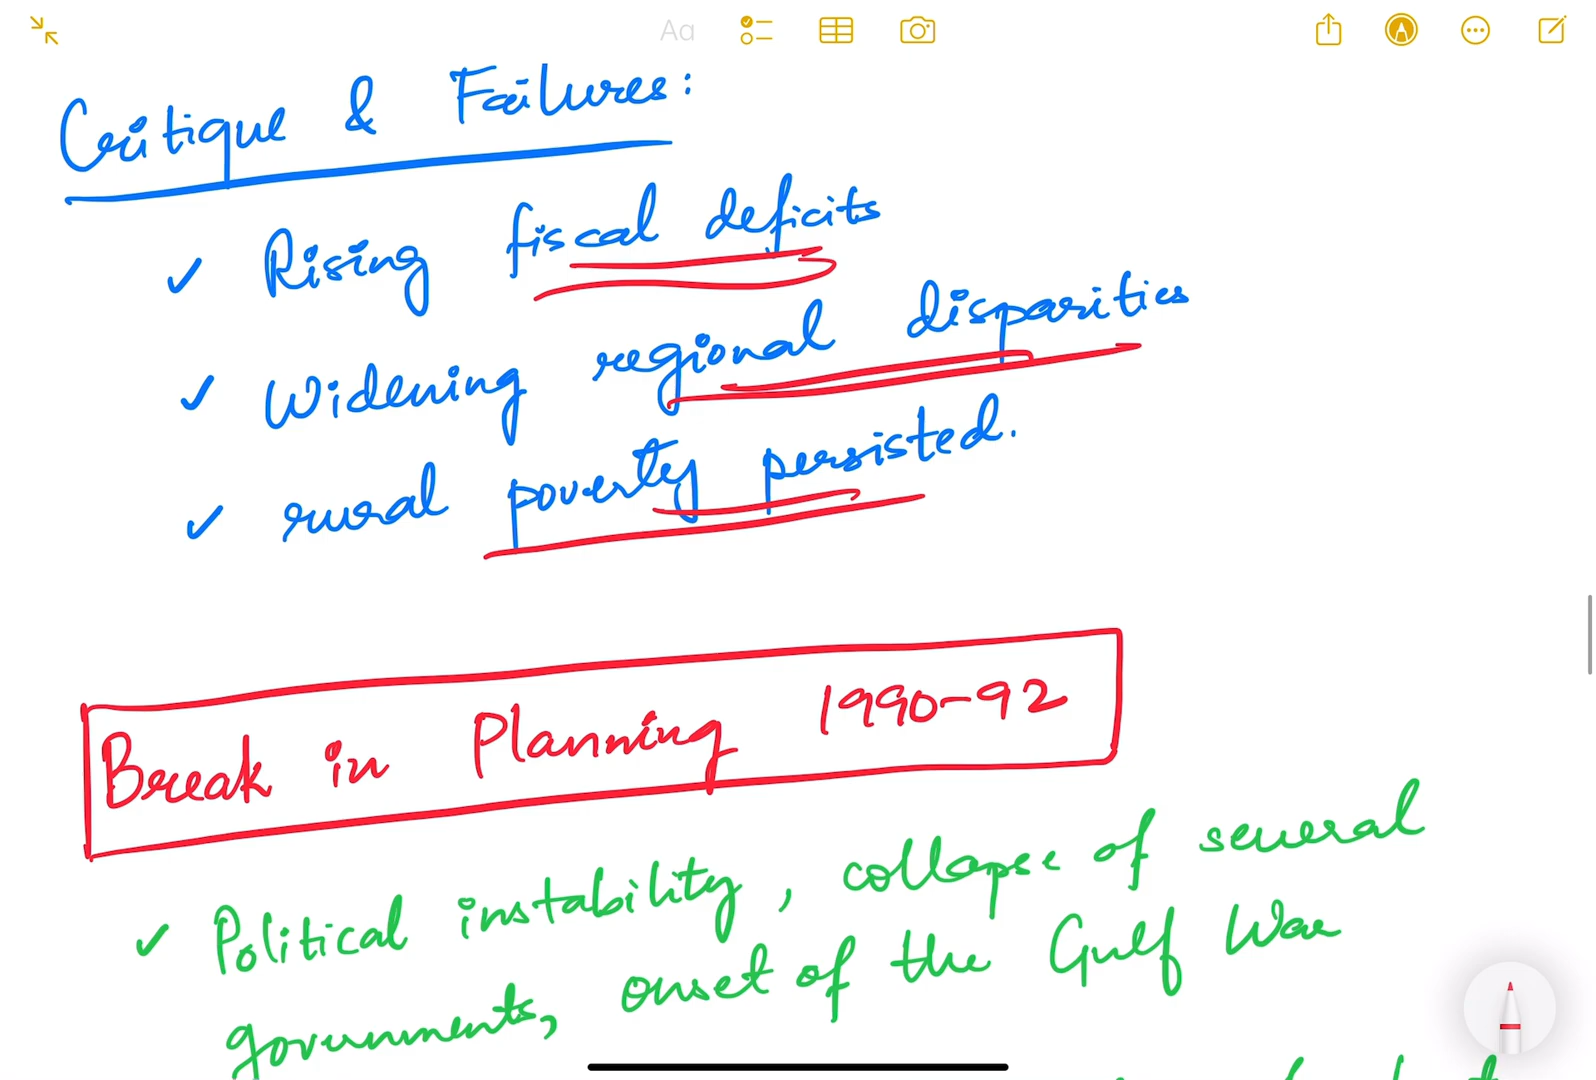 Aa
Critique & Failures:
✓ Rising fiscal deficits
✓ Widening regional disparities
✓ rural poverty persisted.
Break in Planning 1990-92
✓ Political instability, collapse of several
governments, onset of the Gulf War